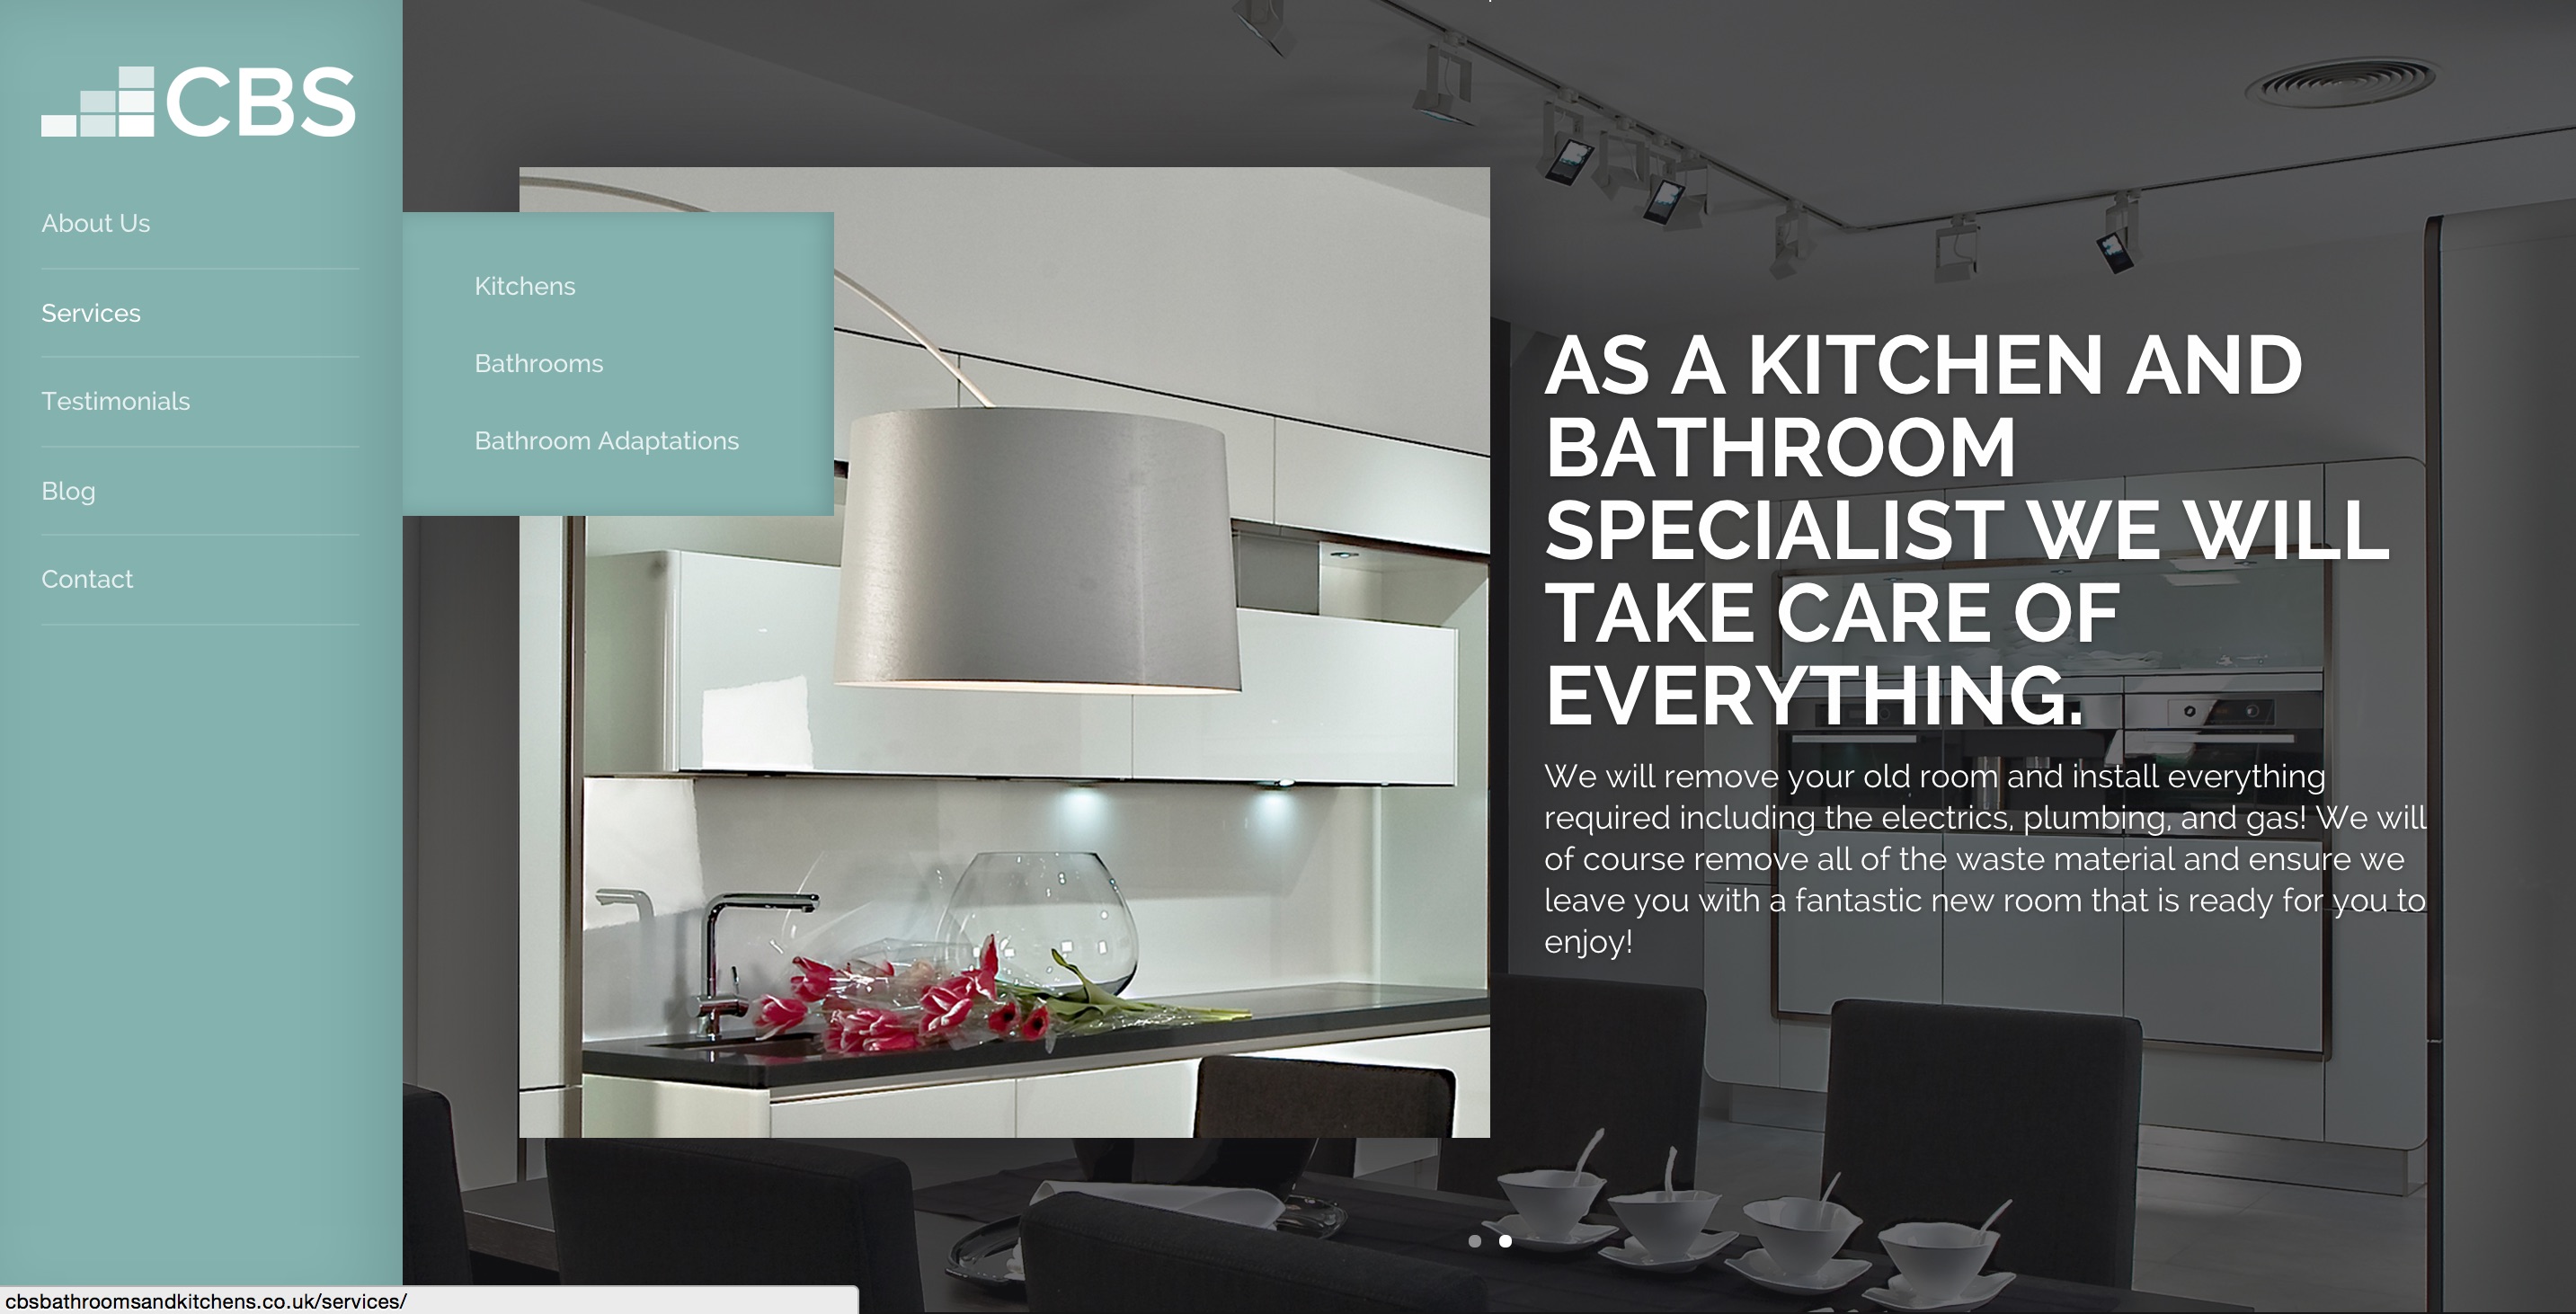 CBS
About Us
Services
Testimonials
Blog
Contact
Kitchens
Bathrooms
Bathroom Adaptations
AS A KITCHEN AND
BATHROOM
SPECIALIST WE WILL
TAKE CARE OF
EVERYTHING.
We will remove your old room and install everything
required including the electrics, plumbing, and gas! We will
of course remove all of the waste material and ensure we
leave you with a fantastic new room that is ready for you to
enjoy!
cbsbathroomsandkitchens.co.uk/services/